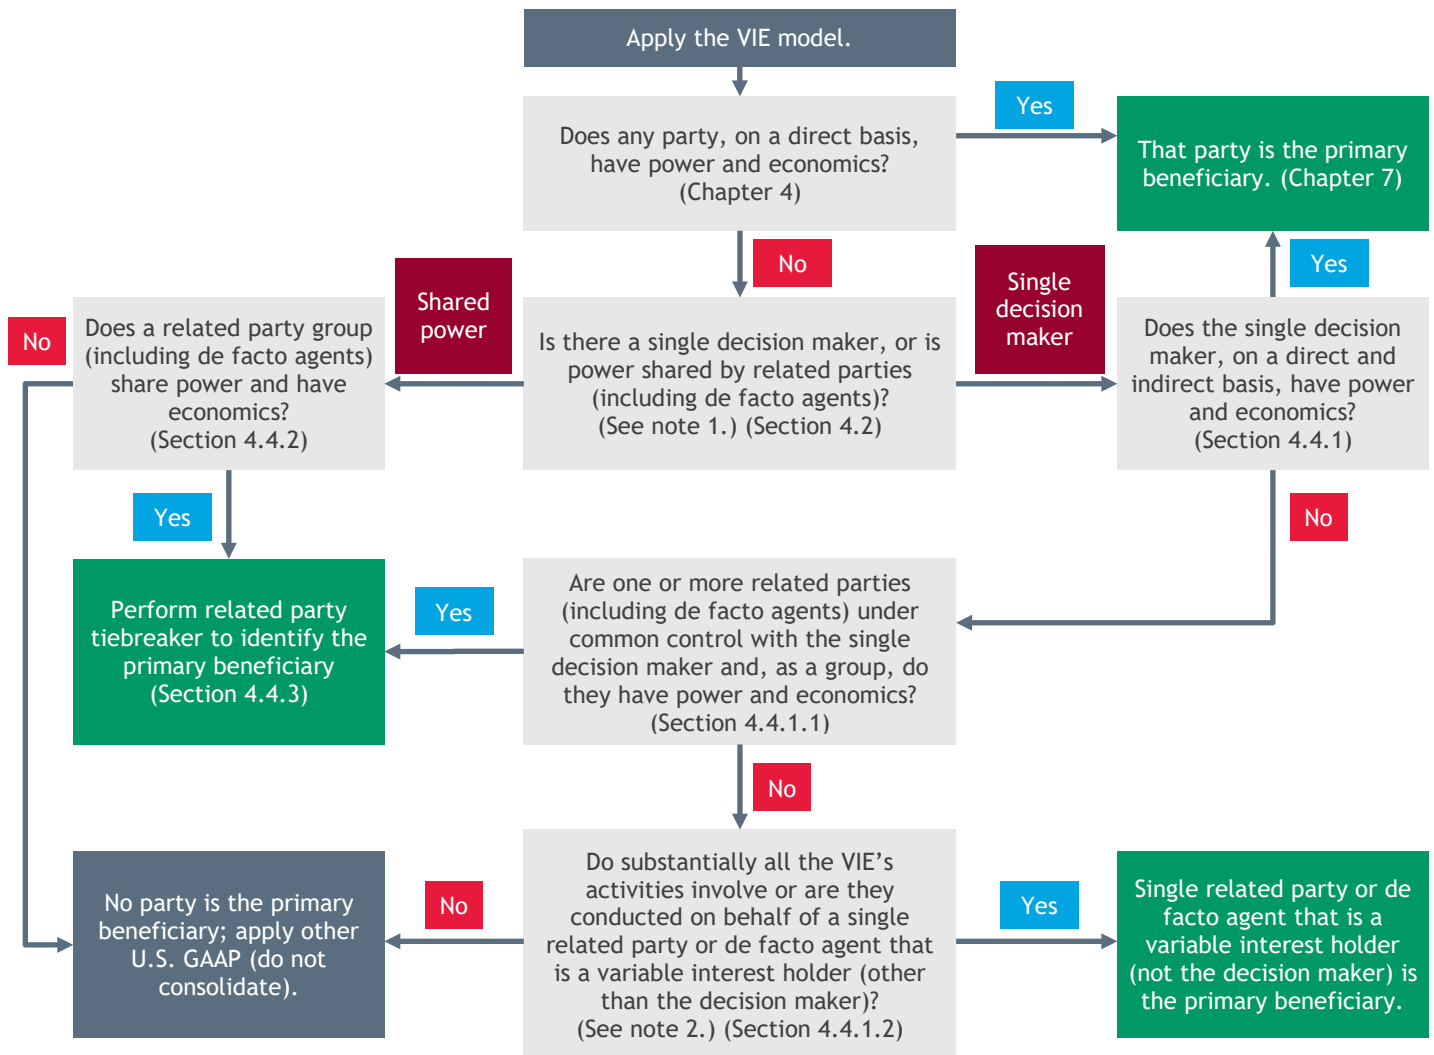 Apply the VIE model.
Does any party, on a direct basis,
have power and economics?
(Chapter 4)
Yes
That party is the primary
beneficiary. (Chapter 7)
No
Yes
Shared
power
Single
decision
maker
No
Does a related party group
(including de facto agents)
share power and have
economics?
(Section 4.4.2)
Is there a single decision maker, or is
power shared by related parties
(including de facto agents)?
(See note 1.) (Section 4.2)
Does the single decision
maker, on a direct and
indirect basis, have power
and economics?
(Section 4.4.1)
Yes
No
Perform related party
tiebreaker to identify the
primary beneficiary
(Section 4.4.3)
Yes
Are one or more related parties
(including de facto agents) under
common control with the single
decision maker and, as a group, do
they have power and economics?
(Section 4.4.1.1)
No
No party is the primary
beneficiary; apply other
U.S. GAAP (do not
consolidate).
No
Do substantially all the VIE’s
activities involve or are they
conducted on behalf of a single
related party or de facto agent that
is a variable interest holder (other
than the decision maker)?
(See note 2.) (Section 4.4.1.2)
Yes
Single related party or de
facto agent that is a
variable interest holder
(not the decision maker) is
the primary beneficiary.